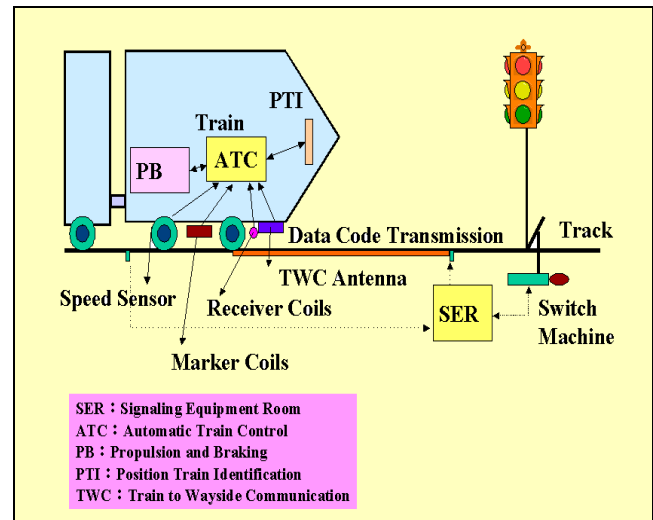 PTI
Train
PB
ATC
Data Code Transmission
Track
TWC Antenna
Speed Sensor
Receiver Coils
SER
Switch
Machine
Marker Coils
SER：Signaling Equipment Room
ATC：Automatic Train Control
PB：Propulsion and Braking
PTI：Position Train Identification
TWC：Train to Wayside Communication